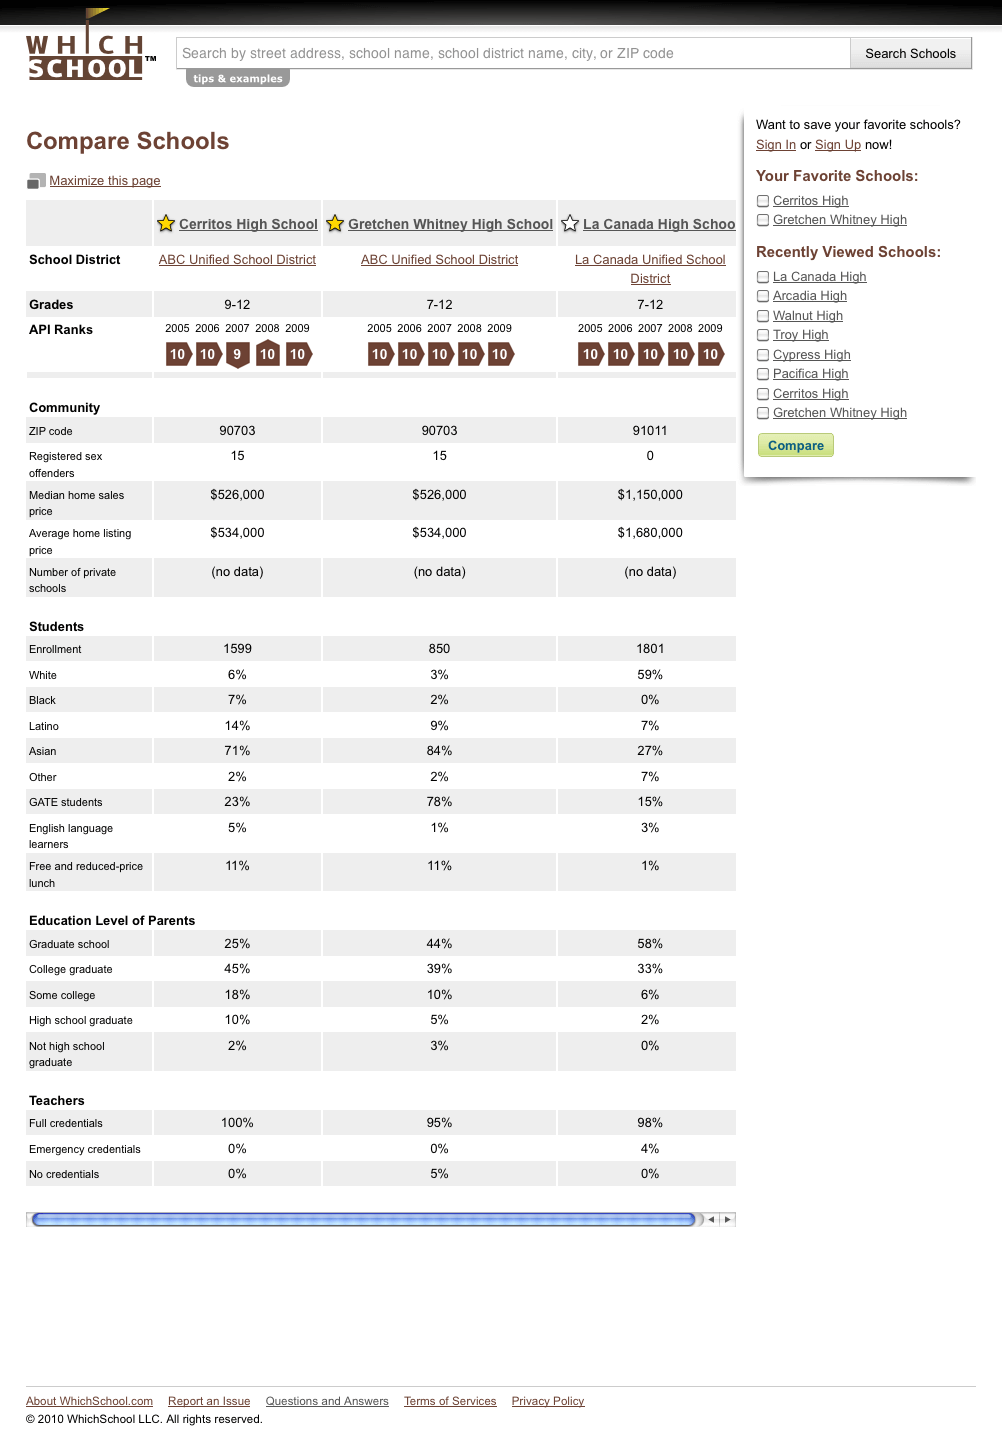 WHICH
SCHOOL™
Search by street address, school name, school district name, city, or ZIP code
Search Schools
tips & examples
Compare Schools
Maximize this page
Cerritos High School Gretchen Whitney High School La Canada High Schoo
School District ABC Unified School District ABC Unified School District La Canada Unified School
District
Grades 9-12 7-12 7-12
API Ranks 2005 2006 2007 2008 2009 2005 2006 2007 2008 2009 2005 2006 2007 2008 2009
10 10 9 10 10 10 10 10 10 10 10 10 10 10 10
Community
ZIP code 90703 90703 91011
Registered sex 15 15 0
offenders
Median home sales $526,000 $526,000 $1,150,000
price
Average home listing $534,000 $534,000 $1,680,000
price
Number of private (no data) (no data) (no data)
schools
Students
Enrollment 1599 850 1801
White 6% 3% 59%
Black 7% 2% 0%
Latino 14% 9% 7%
Asian 71% 84% 27%
Other 2% 2% 7%
GATE students 23% 78% 15%
English language 5% 1% 3%
learners
Free and reduced-price 11% 11% 1%
lunch
Education Level of Parents
Graduate school 25% 44% 58%
College graduate 45% 39% 33%
Some college 18% 10% 6%
High school graduate 10% 5% 2%
Not high school 2% 3% 0%
graduate
Teachers
Full credentials 100% 95% 98%
Emergency credentials 0% 0% 4%
No credentials 0% 5% 0%
Want to save your favorite schools?
Sign In or Sign Up now!
Your Favorite Schools:
Cerritos High
Gretchen Whitney High
Recently Viewed Schools:
La Canada High
Arcadia High
Walnut High
Troy High
Cypress High
Pacifica High
Cerritos High
Gretchen Whitney High
Compare
About WhichSchool.com Report an Issue Questions and Answers Terms of Services Privacy Policy
© 2010 WhichSchool LLC. All rights reserved.